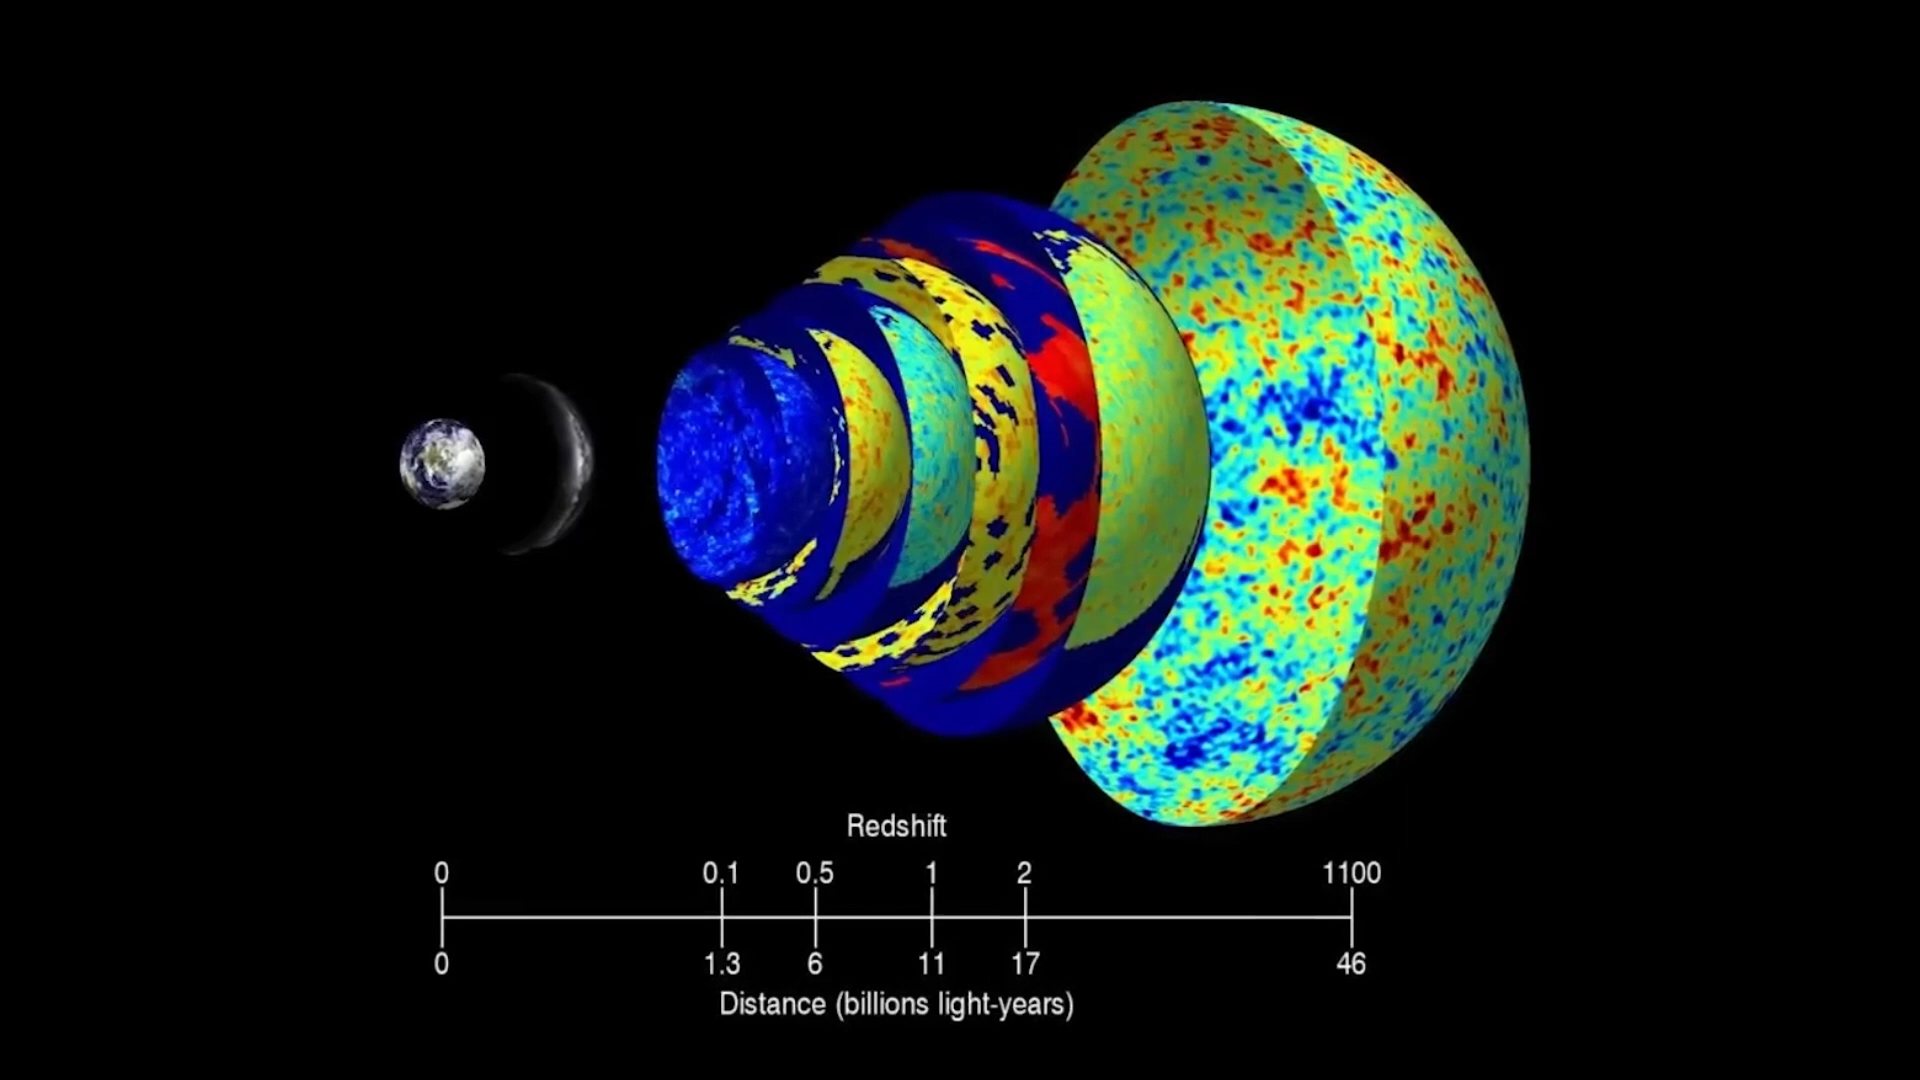 Redshift
0 0.1 0.5 1 2 1100
0 1.3 6 11 17 46
Distance (billions light-years)